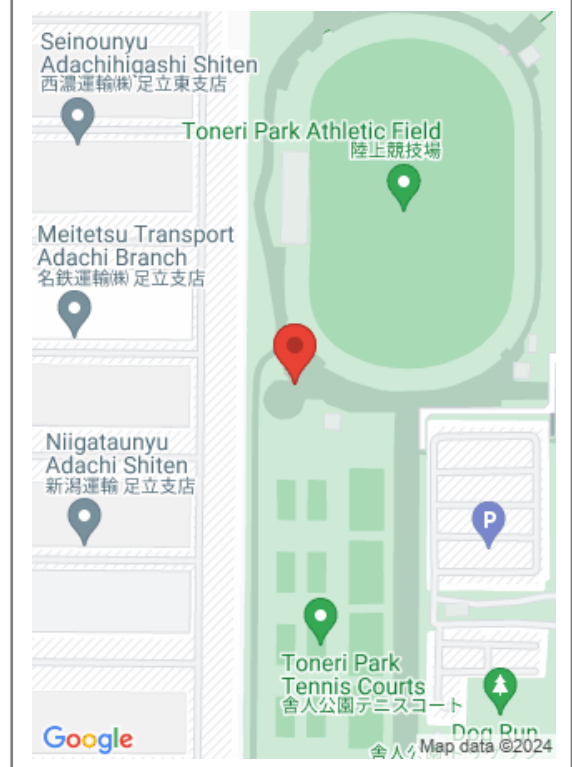 Seinounyu
Adachihigashi Shiten
西濃運輸㈱ 足立東支店
Toneri Park Athletic Field
陸上競技場
Meitetsu Transport
Adachi Branch
名鉄運輸㈱ 足立支店
Niigataunyu
Adachi Shiten
新潟運輸 足立支店
P
Toneri Park
Tennis Courts
舎人公園テニスコート
Dog Run
舎人公
Google
Map data ©2024